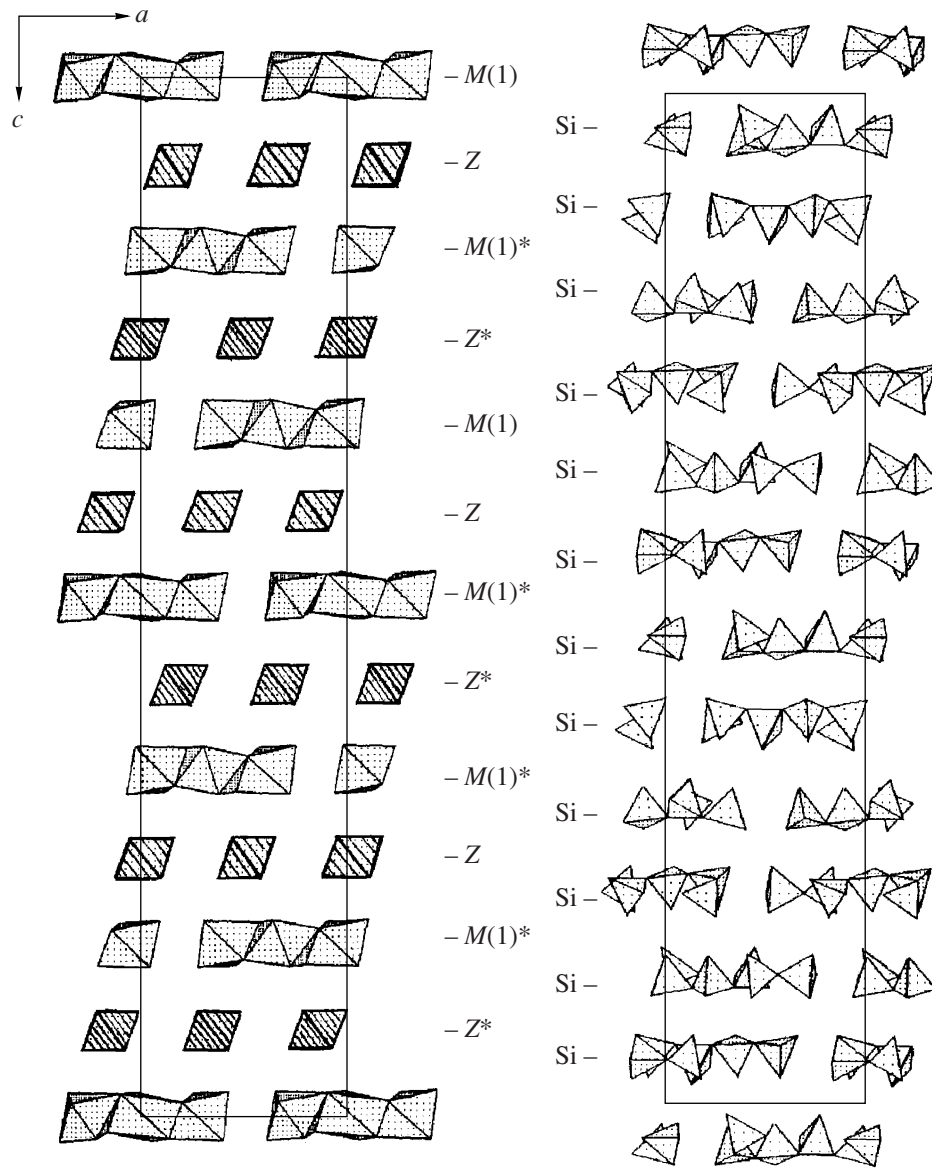 a
c
– M(1)
– Z
– M(1)*
– Z*
– M(1)
– Z
– M(1)*
– Z*
– M(1)*
– Z
– M(1)*
– Z*
Si –
Si –
Si –
Si –
Si –
Si –
Si –
Si –
Si –
Si –
Si –
Si –